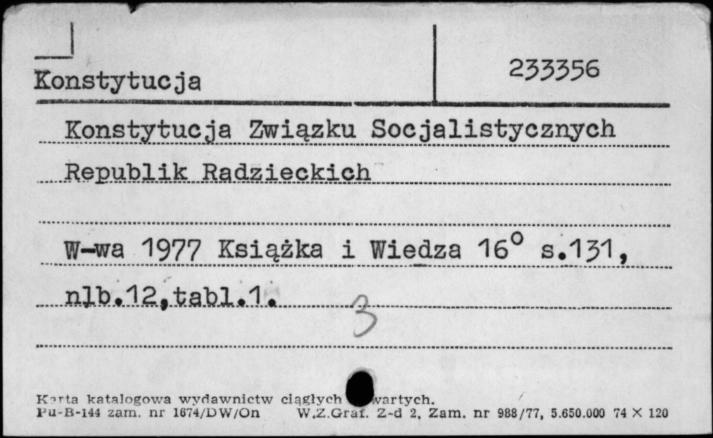 233356
Konstytucja
Konstytucja Związku Socjalistycznych
Republik Radzieckich
W-wa 1977 Książka i Wiedza 16° s.131,
nlb.12,tabl.1.
3
Karta katalogowa wydawnictw ciągłych wartych.
Pu-B-144 zam. nr 1674/DW/On W.Z.Graf. Z-d 2, Zam. nr 988/77, 5.650.000 74 × 120